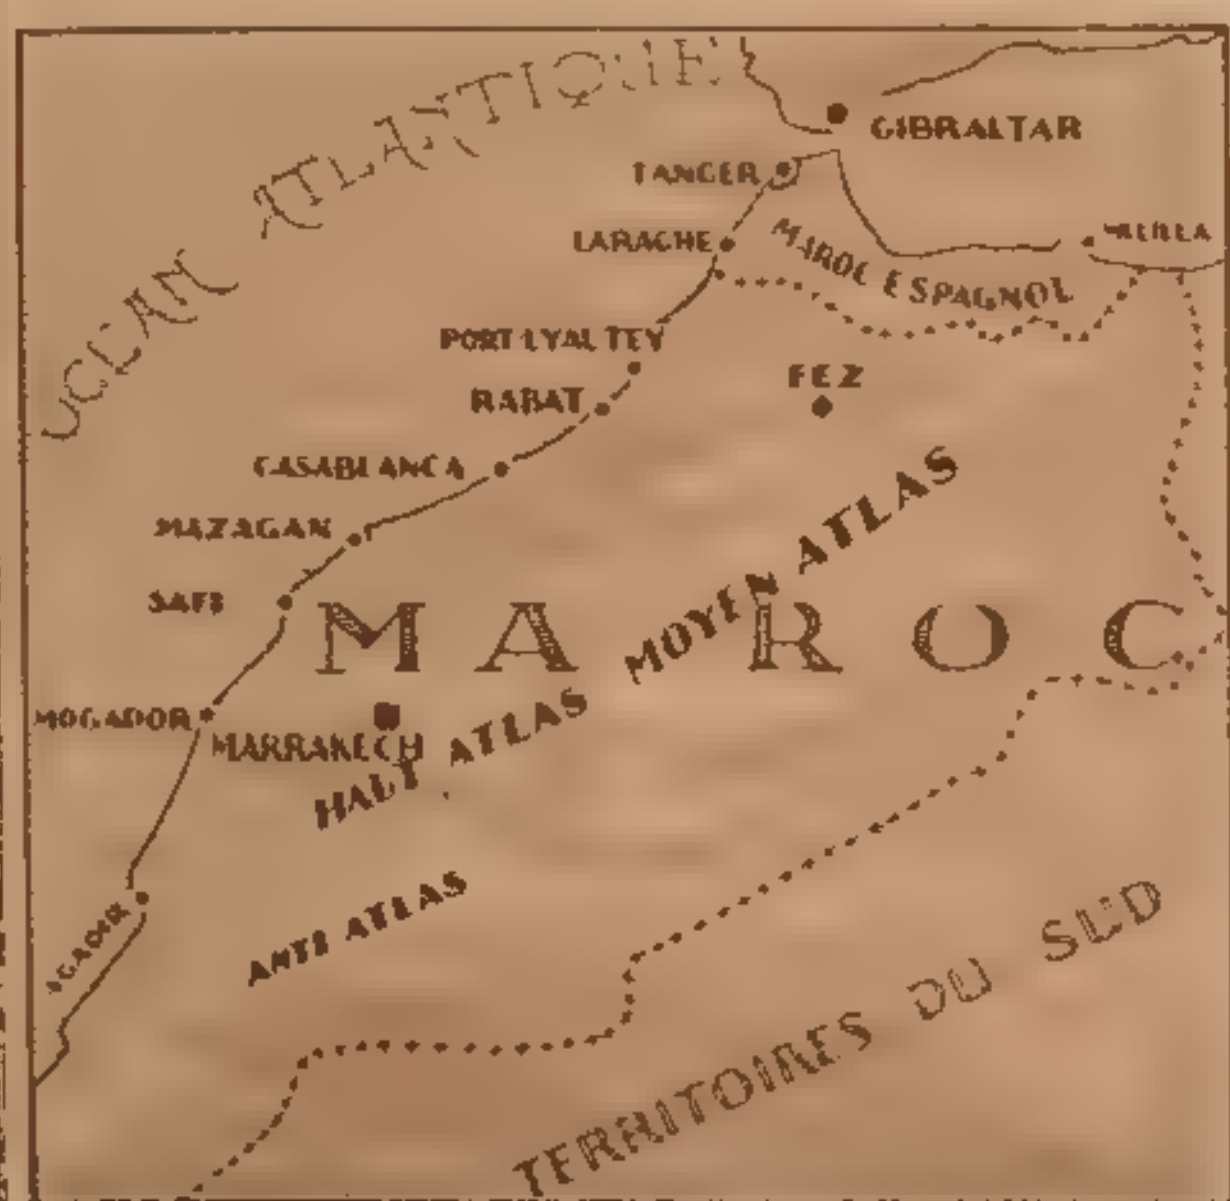 OCEAN ATLANTIQUE
GIBRALTAR
TANGER
LARACHE
MELILLA
MAROC ESPAGNOL
PORT LYAUTEY
FEZ
RABAT
CASABLANCA
MAZAGAN
SAFI
MOYEN ATLAS
MAROC
MOGADOR
MARRAKECH
HAUT ATLAS
AGADIR
ANTI ATLAS
TERRITOIRES DU SUD